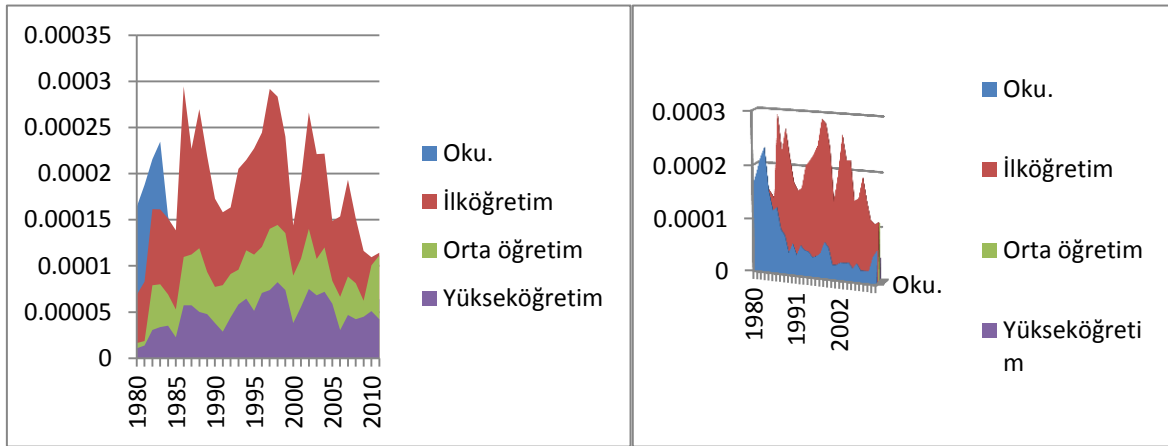 0.00035
0.0003
0.00025
0.0002
0.00015
0.0001
0.00005
0
1980
1985
1990
1995
2000
2005
2010
Oku.
İlköğretim
Orta öğretim
Yükseköğretim
0.0003
0.0002
0.0001
0
1980
1991
2002
Oku.
Oku.
İlköğretim
Orta öğretim
Yükseköğreti
m